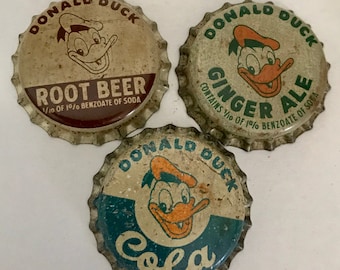 DONALD DUCK
ROOT BEER
1/10 OF 1% BENZOATE OF SODA
DONALD DUCK
GINGER ALE
CONTAINS 1/10 OF 1% BENZOATE OF SODA
DONALD DUCK
Cola